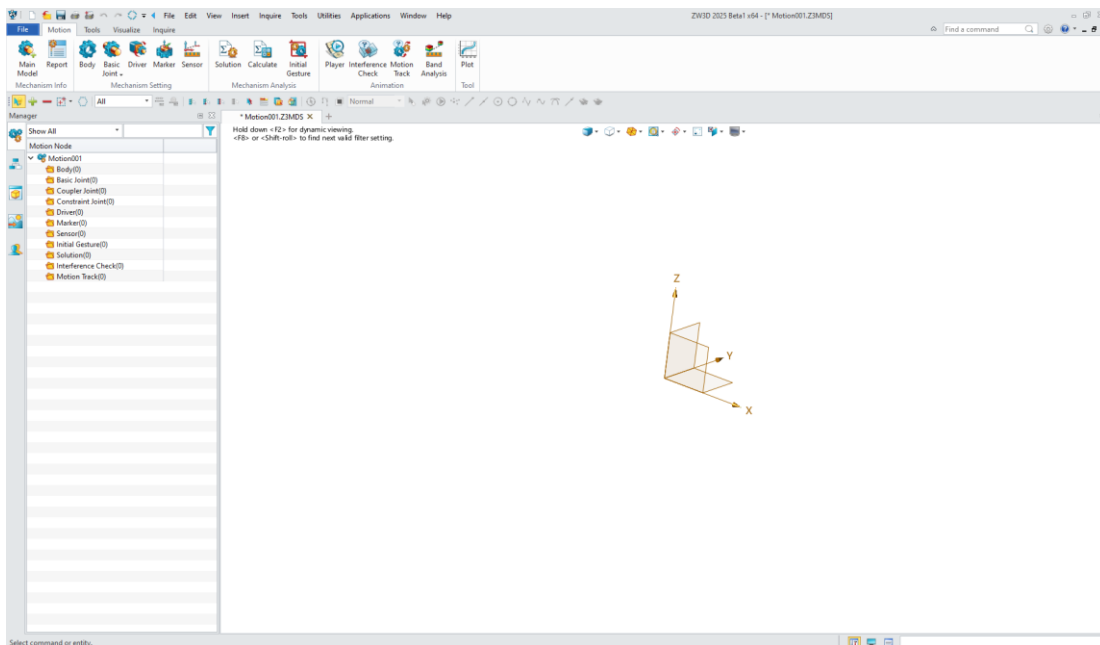 File Edit View Insert Inquire Tools Utilities Applications Window Help
ZW3D 2025 Beta1 x64 - [* Motion001.Z3MDS]
File Motion Tools Visualize Inquire
Find a command
Main Model
Report
Body
Basic Joint
Driver
Marker
Sensor
Solution
Calculate
Initial Gesture
Player
Interference Check
Motion Track
Band Analysis
Plot
Mechanism Info
Mechanism Setting
Mechanism Analysis
Animation
Tool
All
Normal
Manager
* Motion001.Z3MDS
Show All
Hold down <F2> for dynamic viewing.
<F8> or <Shift-roll> to find next valid filter setting.
Motion Node
Motion001
Body(0)
Basic Joint(0)
Coupler Joint(0)
Constraint Joint(0)
Driver(0)
Marker(0)
Sensor(0)
Initial Gesture(0)
Solution(0)
Interference Check(0)
Motion Track(0)
Z
Y
X
Select command or entity.